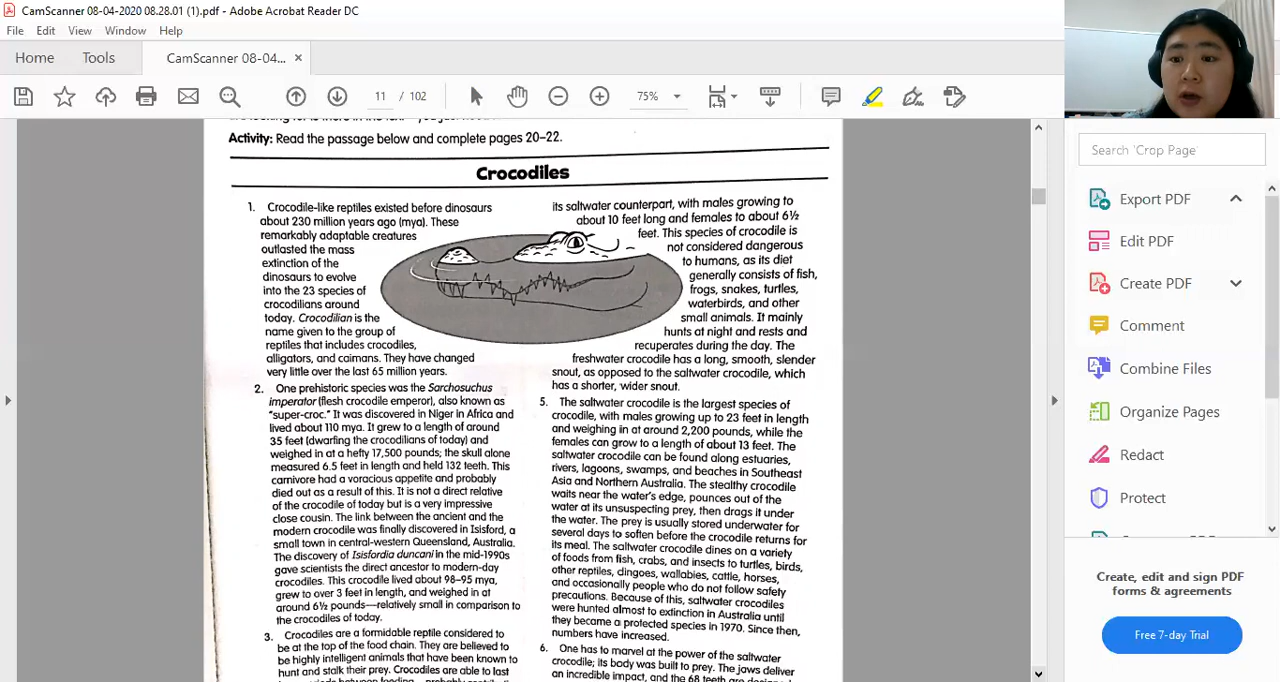 CamScanner 08-04-2020 08.28.01 (1).pdf - Adobe Acrobat Reader DC
File Edit View Window Help
Home Tools CamScanner 08-04... ×
11 / 102 75%
Activity: Read the passage below and complete pages 20–22.
Crocodiles
1. Crocodile-like reptiles existed before dinosaurs
about 230 million years ago (mya). These
remarkably adaptable creatures
outlasted the mass
extinction of the
dinosaurs to evolve
into the 23 species of
crocodilians around
today. Crocodilian is the
name given to the group of
reptiles that includes crocodiles,
alligators, and caimans. They have changed
very little over the last 65 million years.
2. One prehistoric species was the Sarchosuchus
imperator (flesh crocodile emperor), also known as
"super-croc." It was discovered in Niger in Africa and
lived about 110 mya. It grew to a length of around
35 feet (dwarfing the crocodilians of today) and
weighed in at a hefty 17,500 pounds; the skull alone
measured 6.5 feet in length and held 132 teeth. This
carnivore had a voracious appetite and probably
died out as a result of this. It is not a direct relative
of the crocodile of today but is a very impressive
close cousin. The link between the ancient and the
modern crocodile was finally discovered in Isisford, a
small town in central-western Queensland, Australia.
The discovery of Isisfordia duncani in the mid-1990s
gave scientists the direct ancestor to modern-day
crocodiles. This crocodile lived about 98–95 mya,
grew to over 3 feet in length, and weighed in at
around 6½ pounds—relatively small in comparison to
the crocodiles of today.
3. Crocodiles are a formidable reptile considered to
be at the top of the food chain. They are believed to
be highly intelligent animals that have been known to
hunt and stalk their prey. Crocodiles are able to last
its saltwater counterpart, with males growing to
about 10 feet long and females to about 6½
feet. This species of crocodile is
not considered dangerous
to humans, as its diet
generally consists of fish,
frogs, snakes, turtles,
waterbirds, and other
small animals. It mainly
hunts at night and rests and
recuperates during the day. The
freshwater crocodile has a long, smooth, slender
snout, as opposed to the saltwater crocodile, which
has a shorter, wider snout.
5. The saltwater crocodile is the largest species of
crocodile, with males growing up to 23 feet in length
and weighing in at around 2,200 pounds, while the
females can grow to a length of about 13 feet. The
saltwater crocodile can be found along estuaries,
rivers, lagoons, swamps, and beaches in Southeast
Asia and Northern Australia. The stealthy crocodile
waits near the water's edge, pounces out of the
water at its unsuspecting prey, then drags it under
the water. The prey is usually stored underwater for
several days to soften before the crocodile returns for
its meal. The saltwater crocodile dines on a variety
of foods from fish, crabs, and insects to turtles, birds,
other reptiles, dingoes, wallabies, cattle, horses,
and occasionally people who do not follow safety
precautions. Because of this, saltwater crocodiles
were hunted almost to extinction in Australia until
they became a protected species in 1970. Since then,
numbers have increased.
6. One has to marvel at the power of the saltwater
crocodile; its body was built to prey. The jaws deliver
an incredible impact, and the 68 teeth are
Search 'Crop Page'
Export PDF
Edit PDF
Create PDF
Comment
Combine Files
Organize Pages
Redact
Protect
Create, edit and sign PDF
forms & agreements
Free 7-day Trial